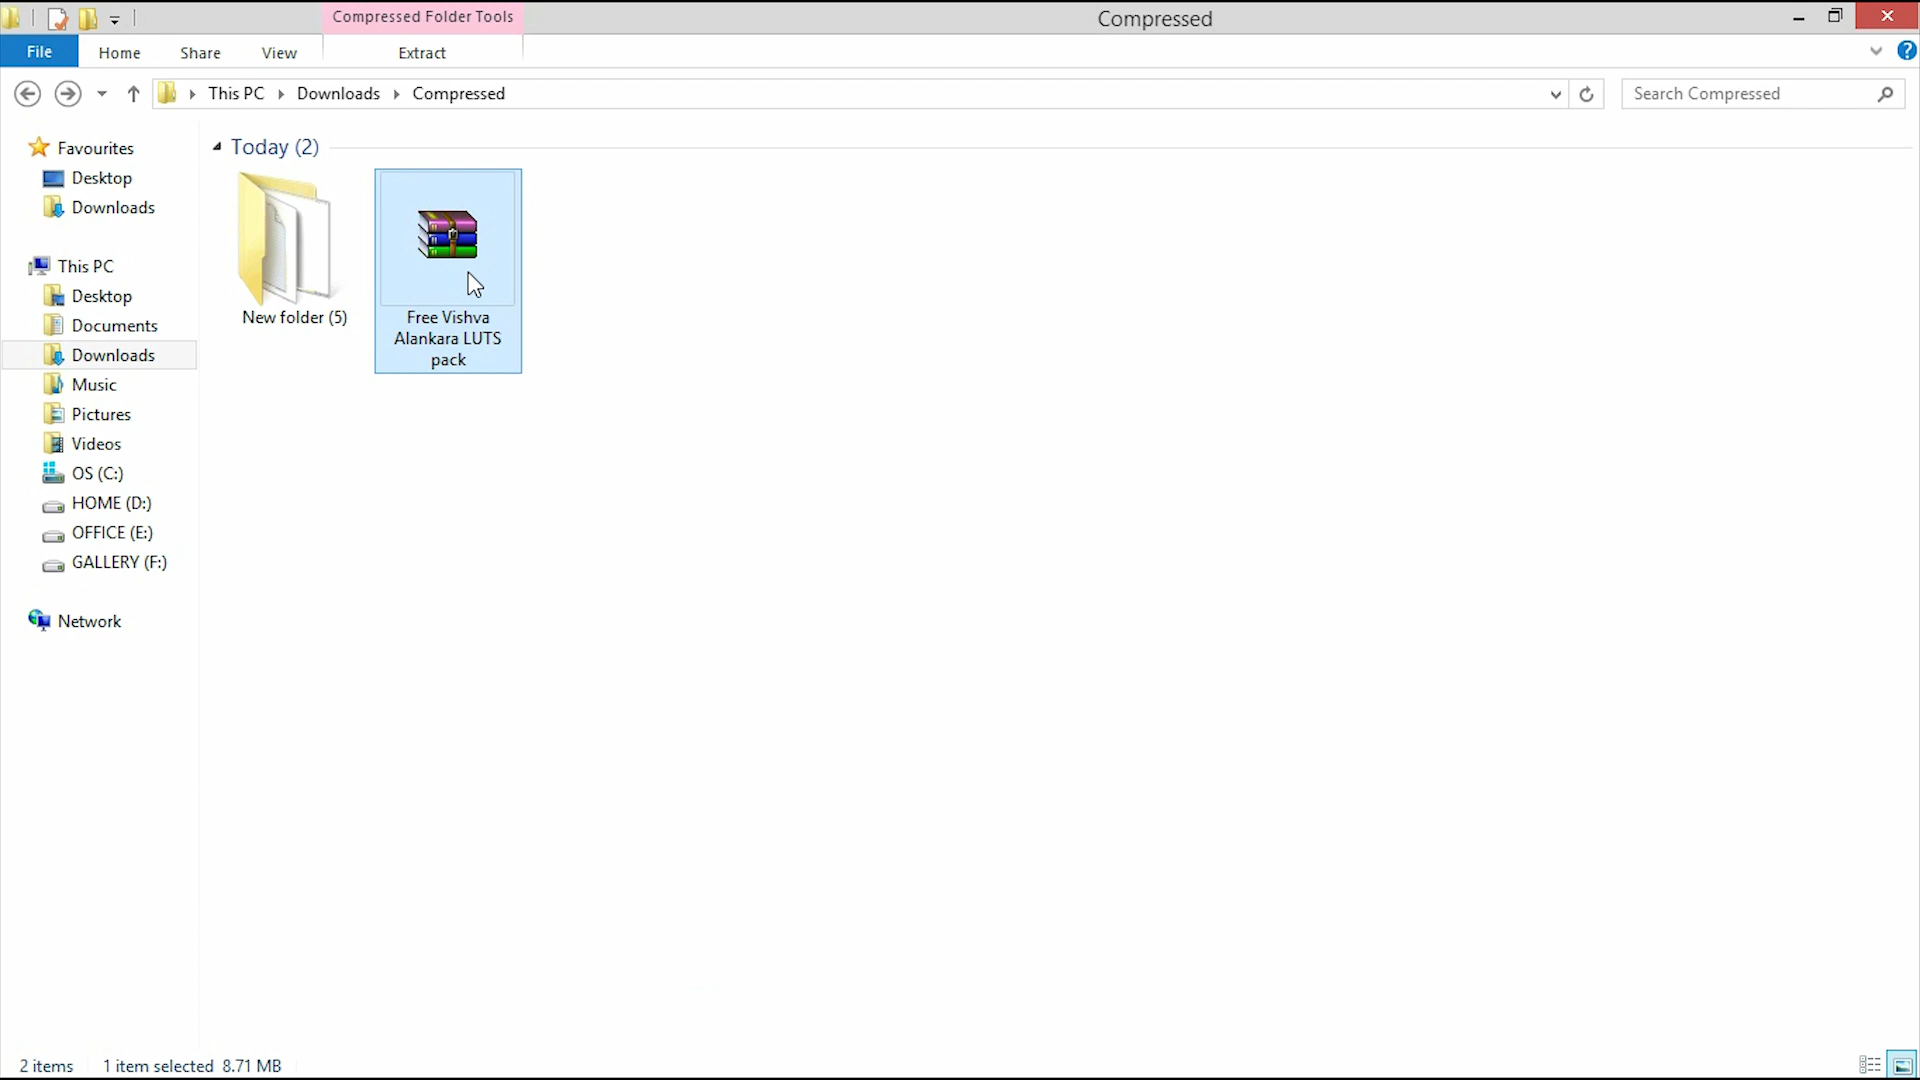 Compressed Folder Tools
Compressed
File
Home
Share
View
Extract
This PC
Downloads
Compressed
Search Compressed
Favourites
Desktop
Downloads
This PC
Desktop
Documents
Downloads
Music
Pictures
Videos
OS (C:)
HOME (D:)
OFFICE (E:)
GALLERY (F:)
Network
Today (2)
New folder (5)
Free Vishva
Alankara LUTS
pack
2 items
1 item selected 8.71 MB